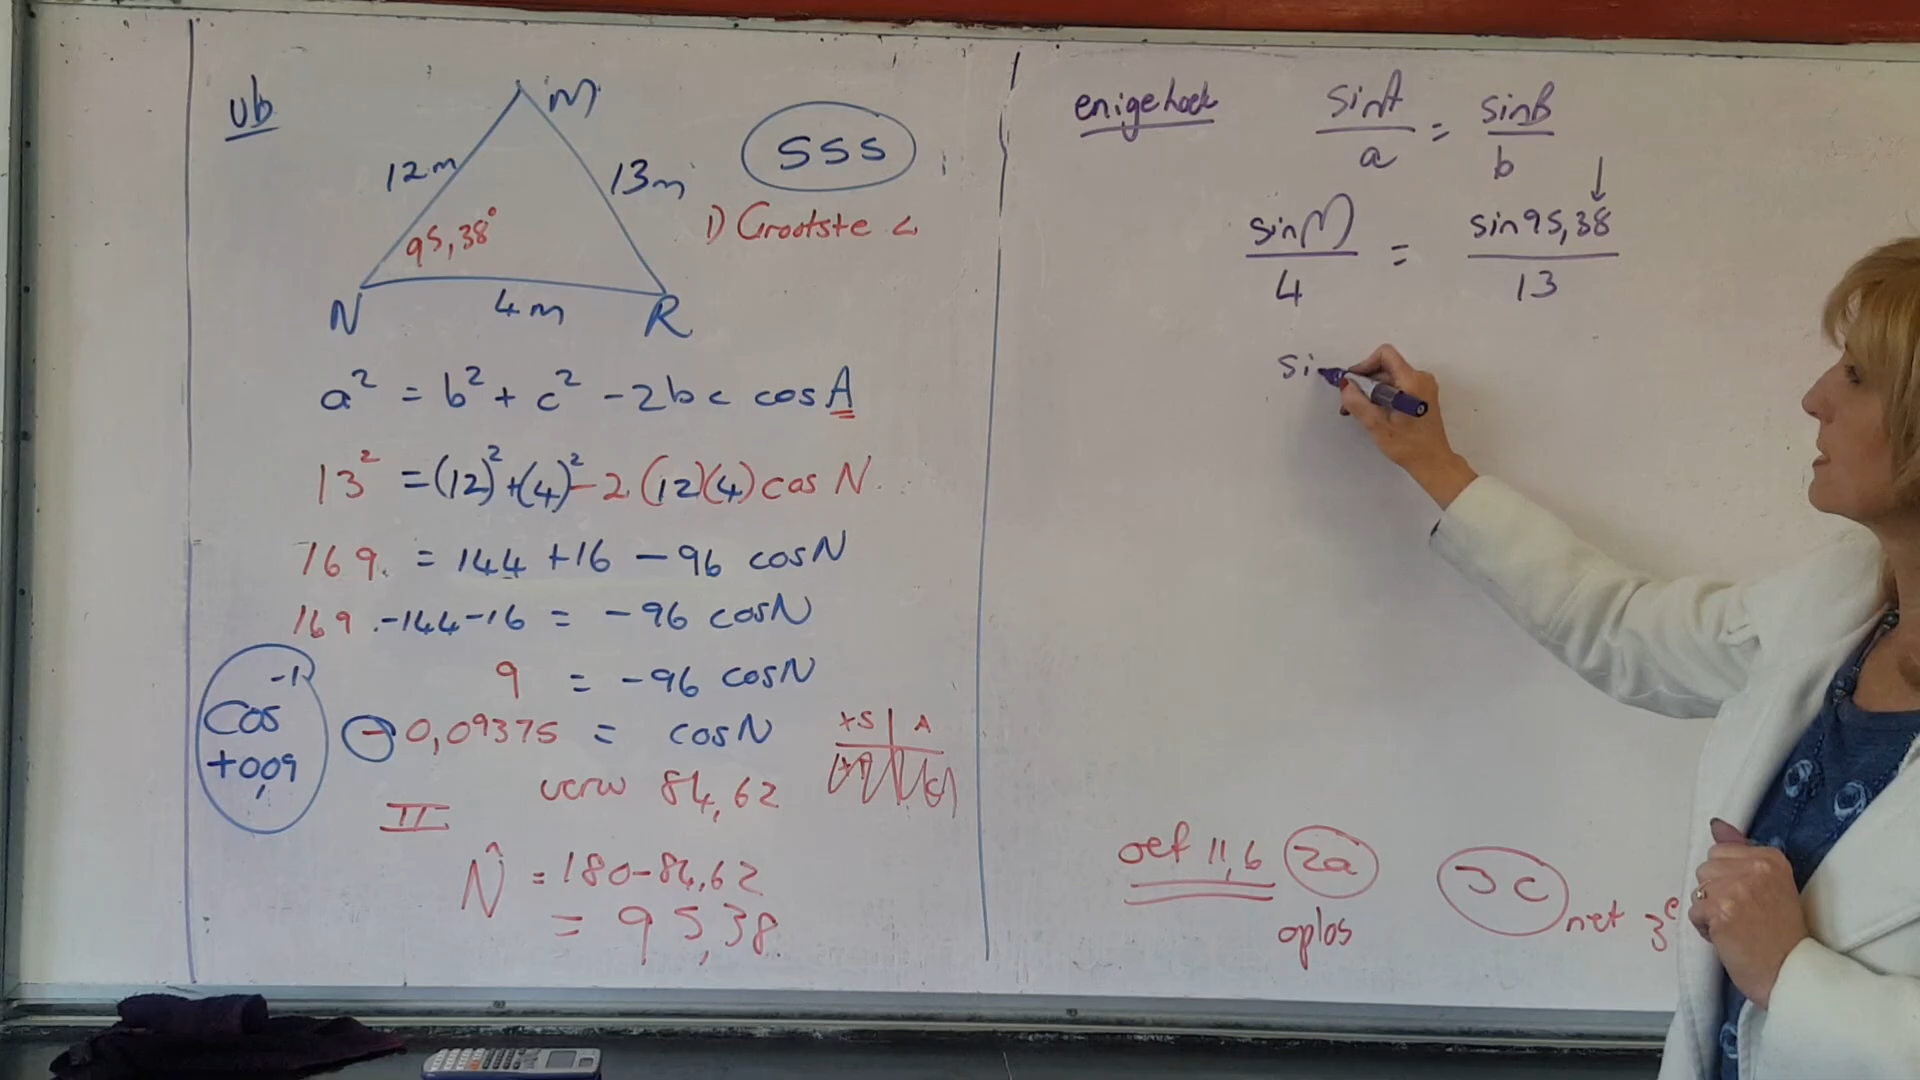 vb
M
12m
13m
95,38°
N
4m
R
SSS
1) Grootste <
a² = b² + c² - 2bc cos A
13² = (12)² + (4)² - 2(12)(4) cos N
169 = 144 + 16 - 96 cos N
169 - 144 - 16 = -96 cos N
9 = -96 cos N
-0,09375 = cos N
cos⁻¹
+0,09
+S | A
verw 84,62
II
N̂ = 180 - 84,62
= 95,38
enige hoek
sin A / a = sin B / b
sin M / 4 = sin 95,38 / 13
si
oef 11,6 2a
oplos
3c
net 3e